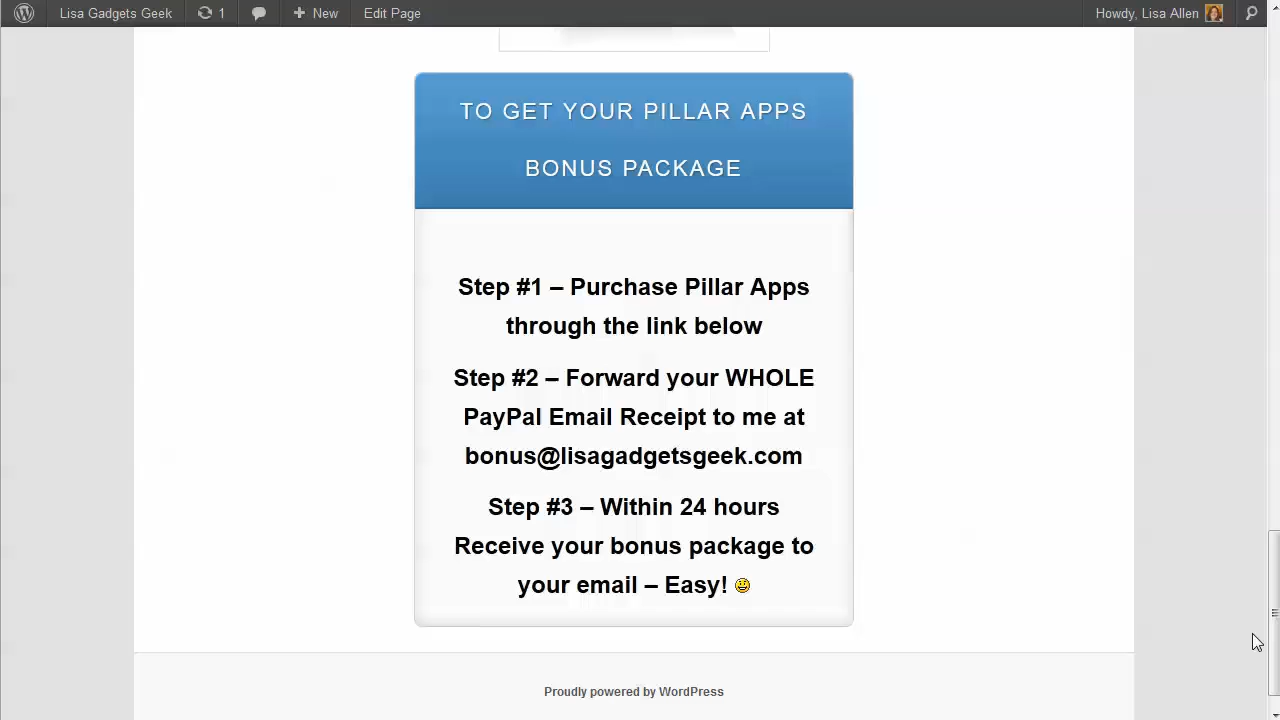 Lisa Gadgets Geek 1 New Edit Page Howdy, Lisa Allen
TO GET YOUR PILLAR APPS
BONUS PACKAGE
Step #1 – Purchase Pillar Apps
through the link below
Step #2 – Forward your WHOLE
PayPal Email Receipt to me at
bonus@lisagadgetsgeek.com
Step #3 – Within 24 hours
Receive your bonus package to
your email – Easy!
Proudly powered by WordPress